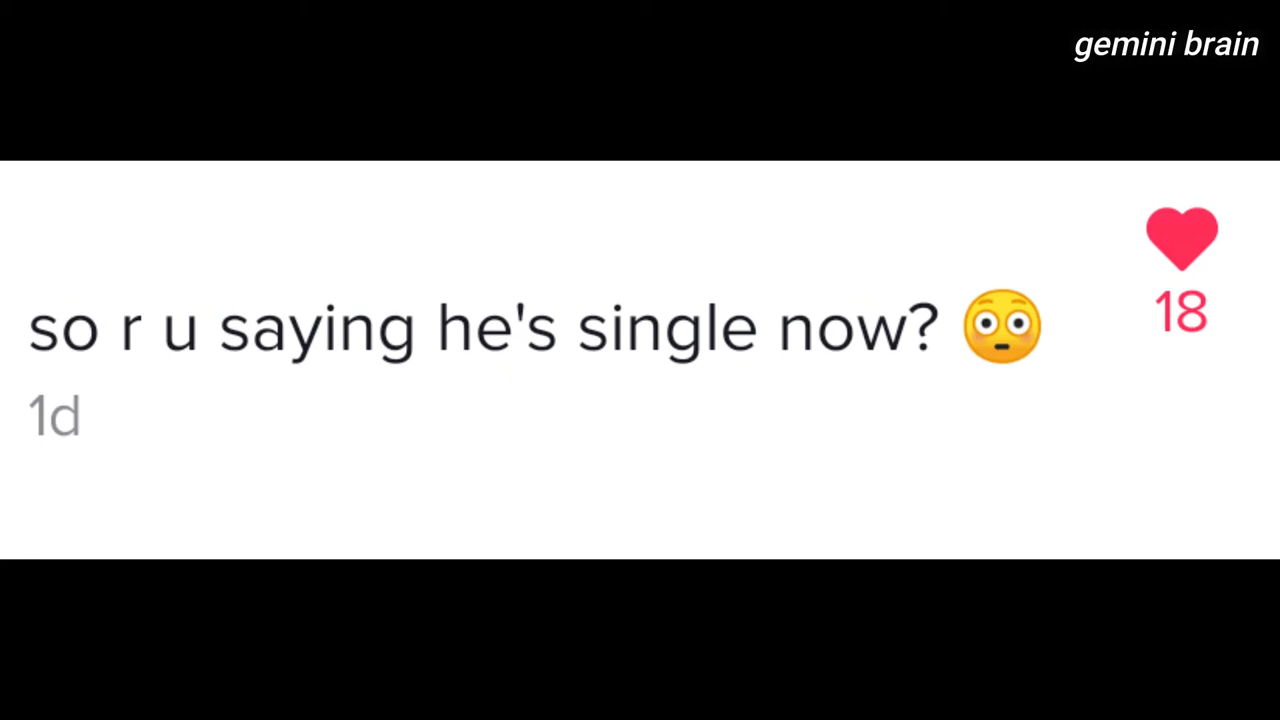 gemini brain
so r u saying he's single now? 😳
18
1d